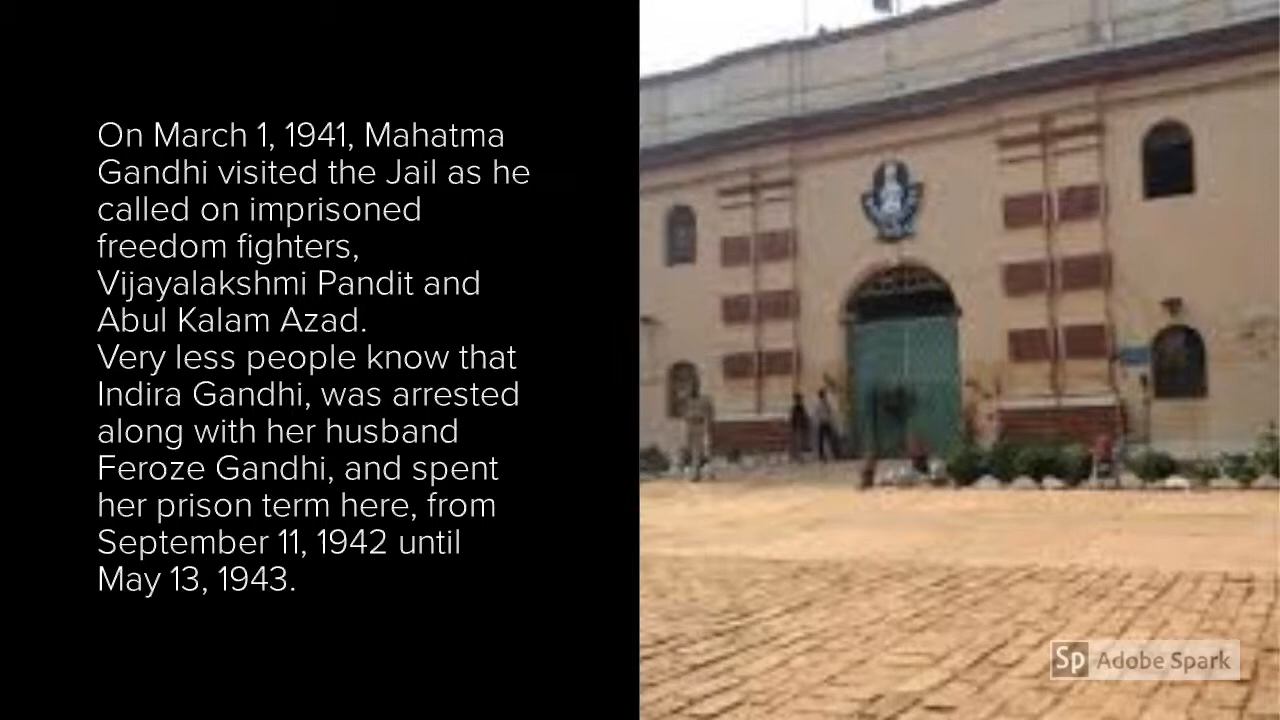 On March 1, 1941, Mahatma
Gandhi visited the Jail as he
called on imprisoned
freedom fighters,
Vijayalakshmi Pandit and
Abul Kalam Azad.
Very less people know that
Indira Gandhi, was arrested
along with her husband
Feroze Gandhi, and spent
her prison term here, from
September 11, 1942 until
May 13, 1943.
Sp Adobe Spark